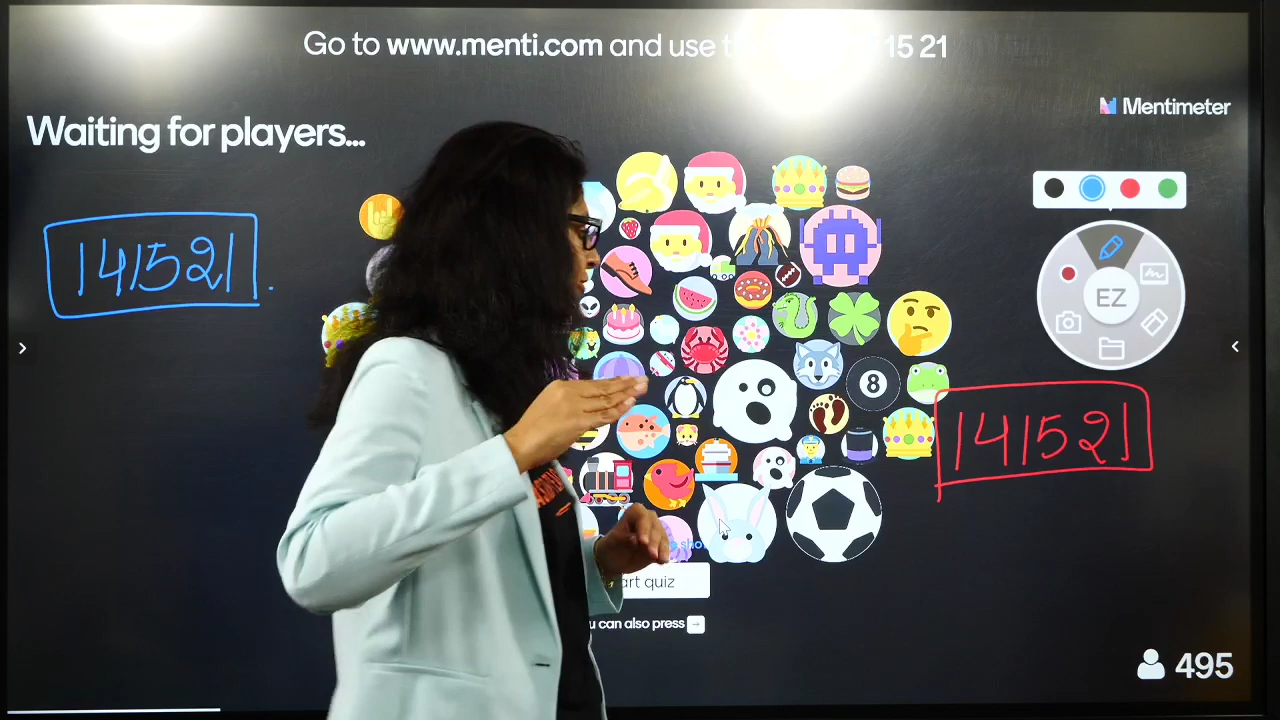 Go to www.menti.com and use t 15 21
Mentimeter
Waiting for players...
141521.
EZ
8
141521
art quiz
u can also press →
495